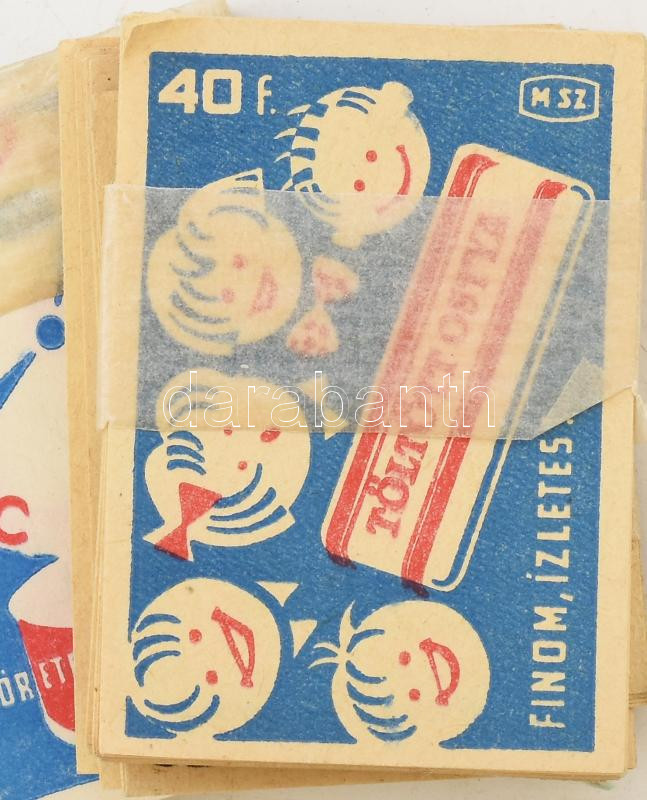 40 f.
M SZ
TÖLTÖTT OSTYA
FINOM, ÍZLETES
darabanth
C